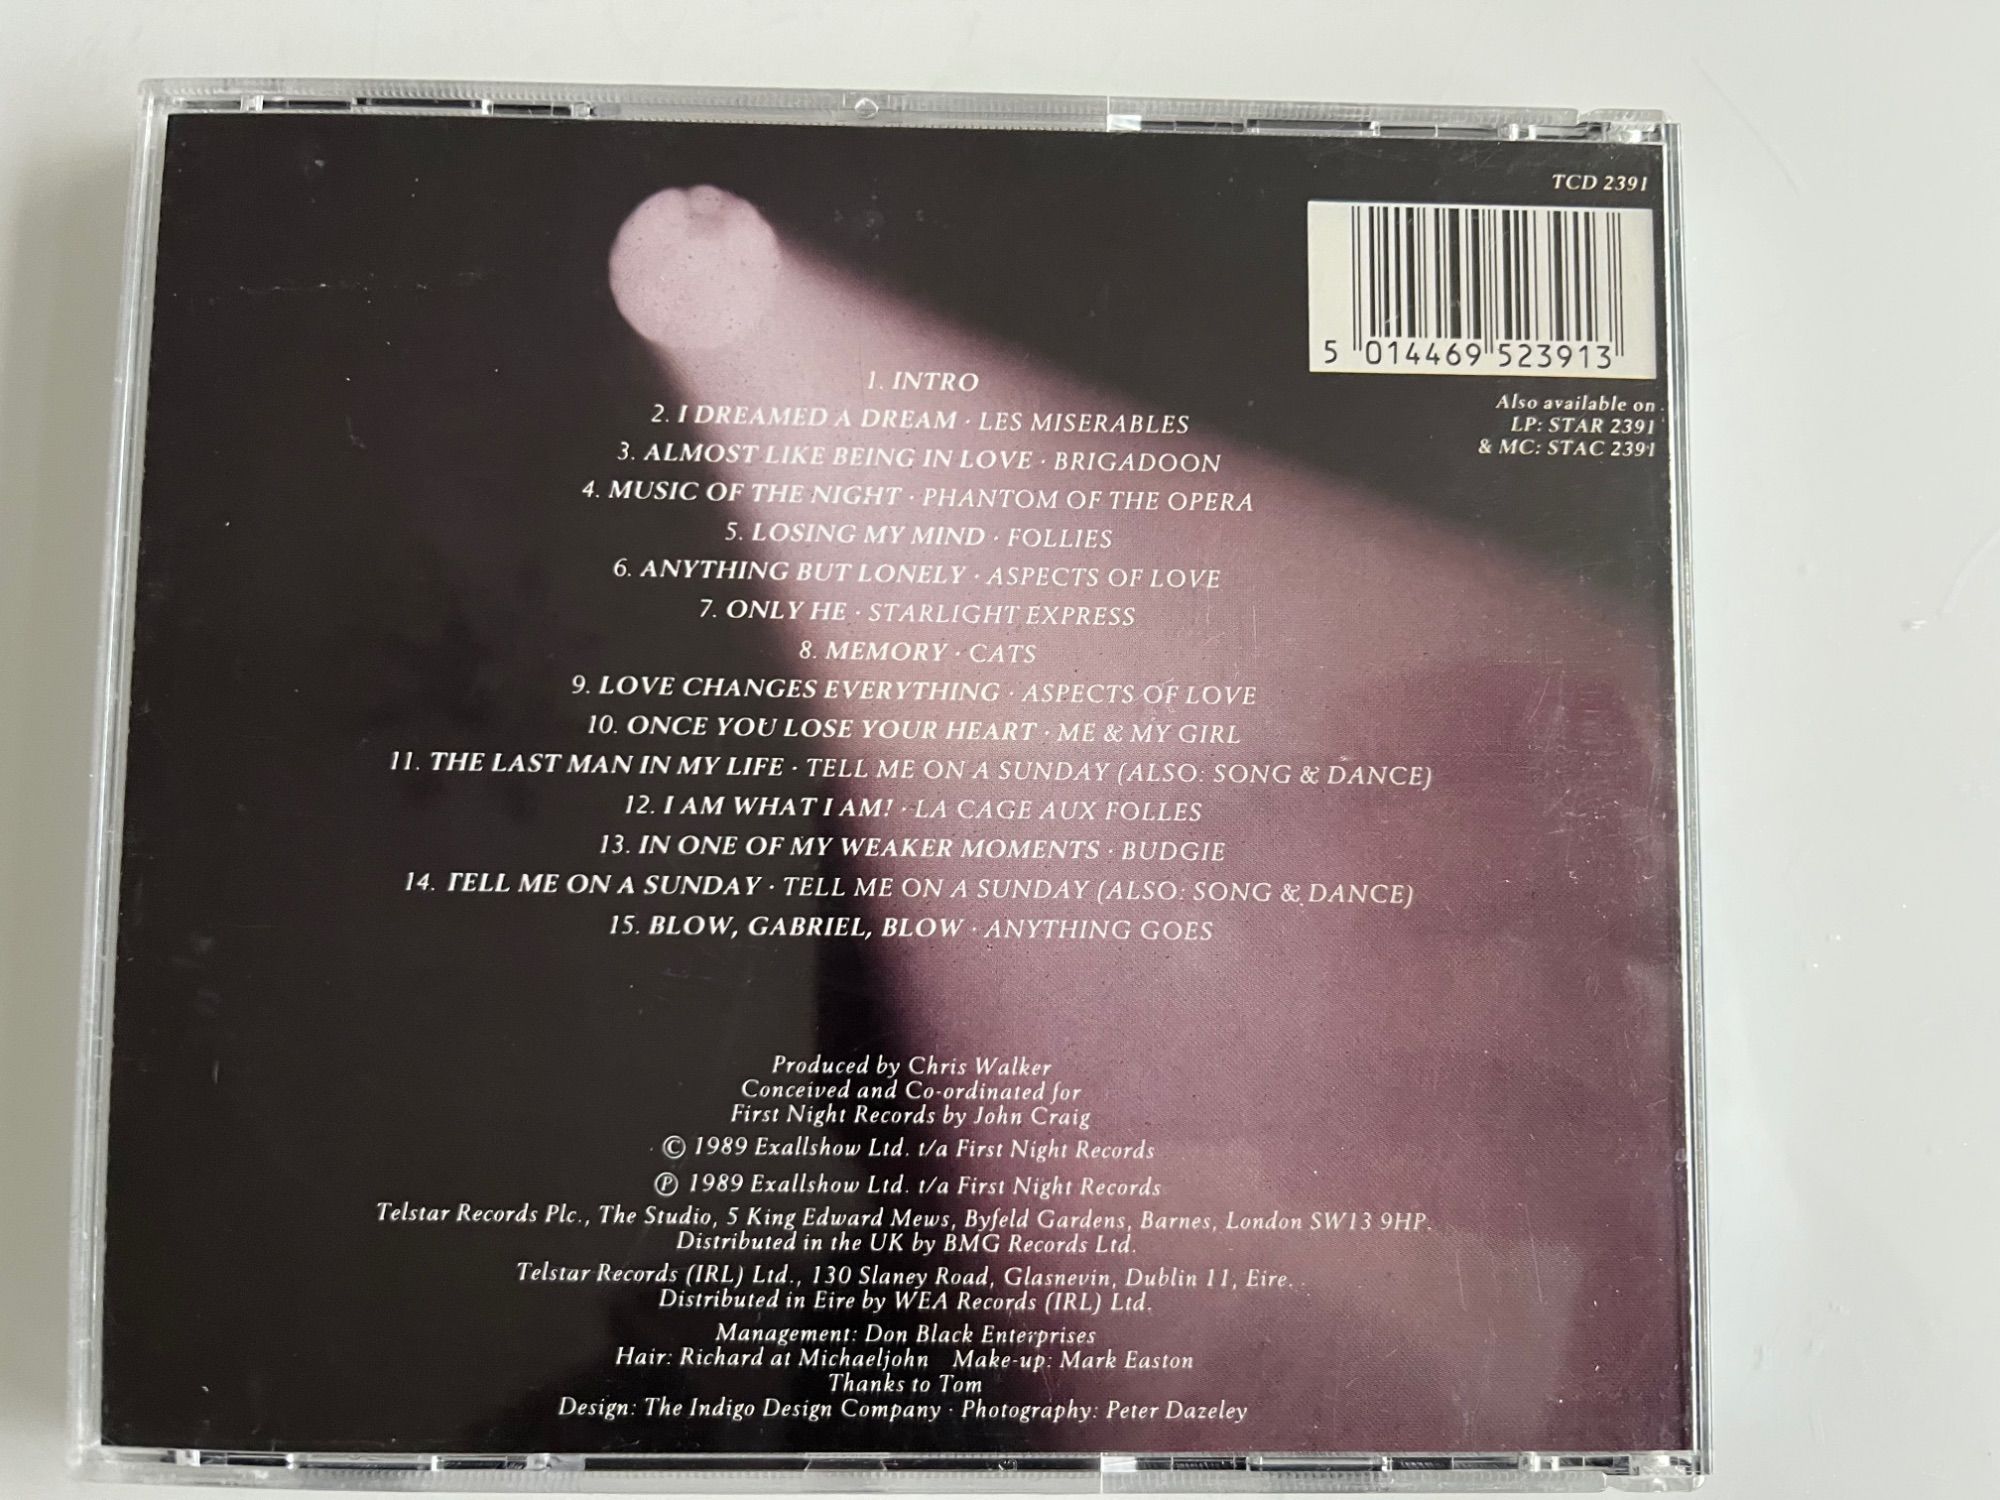 TCD 2391
5 014469 523913
Also available on
LP: STAR 2391
& MC: STAC 2391
1. INTRO
2. I DREAMED A DREAM · LES MISERABLES
3. ALMOST LIKE BEING IN LOVE · BRIGADOON
4. MUSIC OF THE NIGHT · PHANTOM OF THE OPERA
5. LOSING MY MIND · FOLLIES
6. ANYTHING BUT LONELY · ASPECTS OF LOVE
7. ONLY HE · STARLIGHT EXPRESS
8. MEMORY · CATS
9. LOVE CHANGES EVERYTHING · ASPECTS OF LOVE
10. ONCE YOU LOSE YOUR HEART · ME & MY GIRL
11. THE LAST MAN IN MY LIFE · TELL ME ON A SUNDAY (ALSO: SONG & DANCE)
12. I AM WHAT I AM! · LA CAGE AUX FOLLES
13. IN ONE OF MY WEAKER MOMENTS · BUDGIE
14. TELL ME ON A SUNDAY · TELL ME ON A SUNDAY (ALSO: SONG & DANCE)
15. BLOW, GABRIEL, BLOW · ANYTHING GOES
Produced by Chris Walker
Conceived and Co-ordinated for
First Night Records by John Craig
© 1989 Exallshow Ltd. t/a First Night Records
℗ 1989 Exallshow Ltd. t/a First Night Records
Telstar Records Plc., The Studio, 5 King Edward Mews, Byfeld Gardens, Barnes, London SW13 9HP.
Distributed in the UK by BMG Records Ltd.
Telstar Records (IRL) Ltd., 130 Slaney Road, Glasnevin, Dublin 11, Eire.
Distributed in Eire by WEA Records (IRL) Ltd.
Management: Don Black Enterprises
Hair: Richard at Michaeljohn Make-up: Mark Easton
Thanks to Tom
Design: The Indigo Design Company · Photography: Peter Dazeley